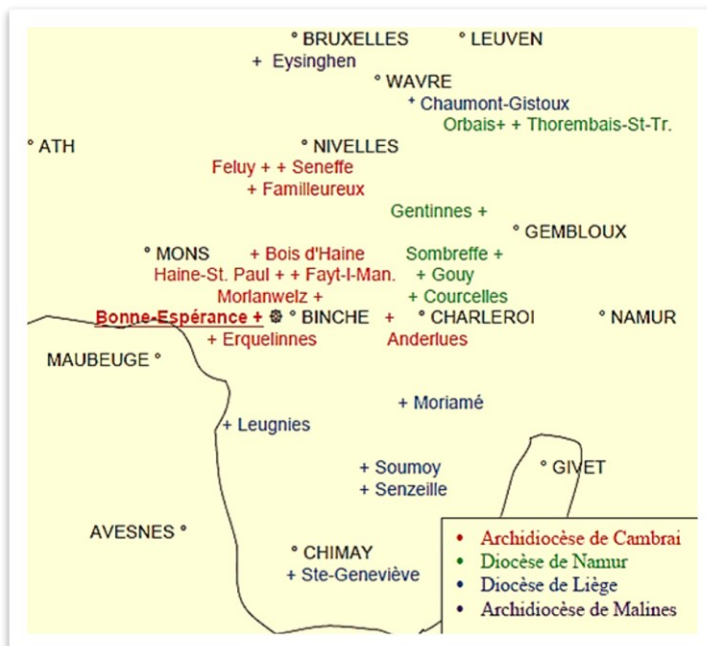 ° BRUXELLES ° LEUVEN
+ Eysinghen
° WAVRE
+ Chaumont-Gistoux
Orbais+ + Thorembais-St-Tr.
° ATH ° NIVELLES
Feluy + + Seneffe
+ Familleureux
Gentinnes +
° GEMBLOUX
° MONS + Bois d'Haine Sombreffe +
Haine-St. Paul + + Fayt-l-Man. + Gouy
Morlanwelz + + Courcelles
Bonne-Espérance + ° BINCHE + ° CHARLEROI ° NAMUR
+ Erquelinnes Anderlues
MAUBEUGE °
+ Moriamé
+ Leugnies
+ Soumoy ° GIVET
+ Senzeille
AVESNES °
° CHIMAY
+ Ste-Geneviève
• Archidiocèse de Cambrai
• Diocèse de Namur
• Diocèse de Liège
• Archidiocèse de Malines